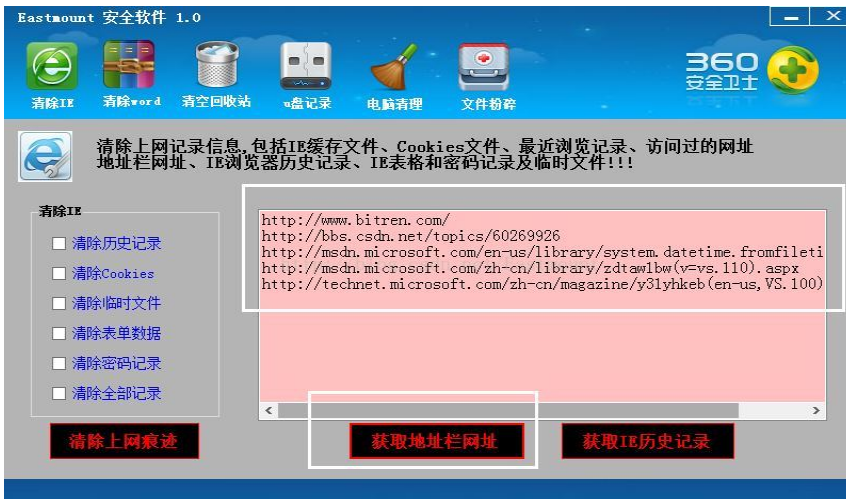 Eastmount 安全软件 1.0
清除IE
清除word
清空回收站
u盘记录
电脑清理
文件粉碎
360
安全卫士
清除上网记录信息,包括IE缓存文件、Cookies文件、最近浏览记录、访问过的网址
地址栏网址、IE浏览器历史记录、IE表格和密码记录及临时文件!!!
清除IE
清除历史记录
清除Cookies
清除临时文件
清除表单数据
清除密码记录
清除全部记录
http://www.bitren.com/
http://bbs.csdn.net/topics/60269926
http://msdn.microsoft.com/en-us/library/system.datetime.fromfileti
http://msdn.microsoft.com/zh-cn/library/zdtaw1bw(v=vs.110).aspx
http://technet.microsoft.com/zh-cn/magazine/y31yhkeb(en-us,VS.100)
清除上网痕迹
获取地址栏网址
获取IE历史记录